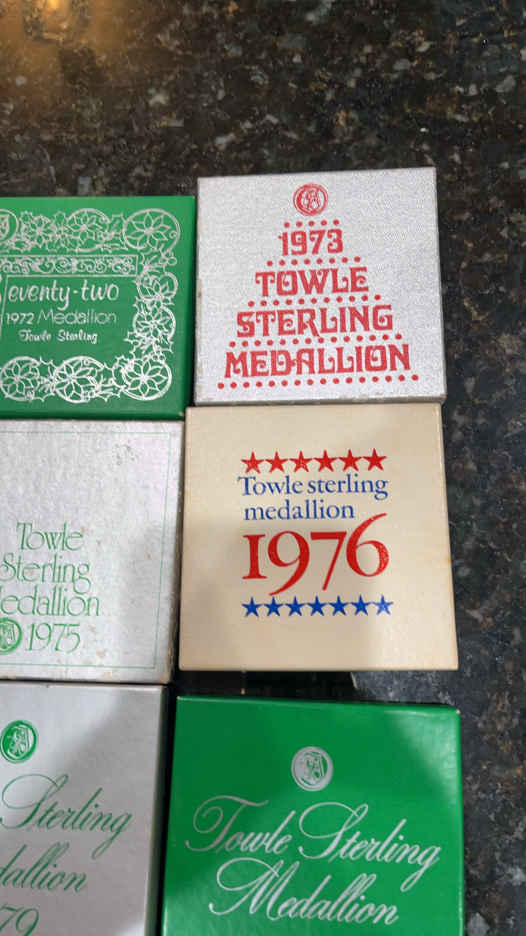 eventy-two
1972 Medallion
Towle Sterling
1973
TOWLE
STERLING
MEDALLION
Towle
Sterling
edallion
1975
Towle sterling
medallion
1976
Sterling
dallion
79
Towle Sterling
Medallion